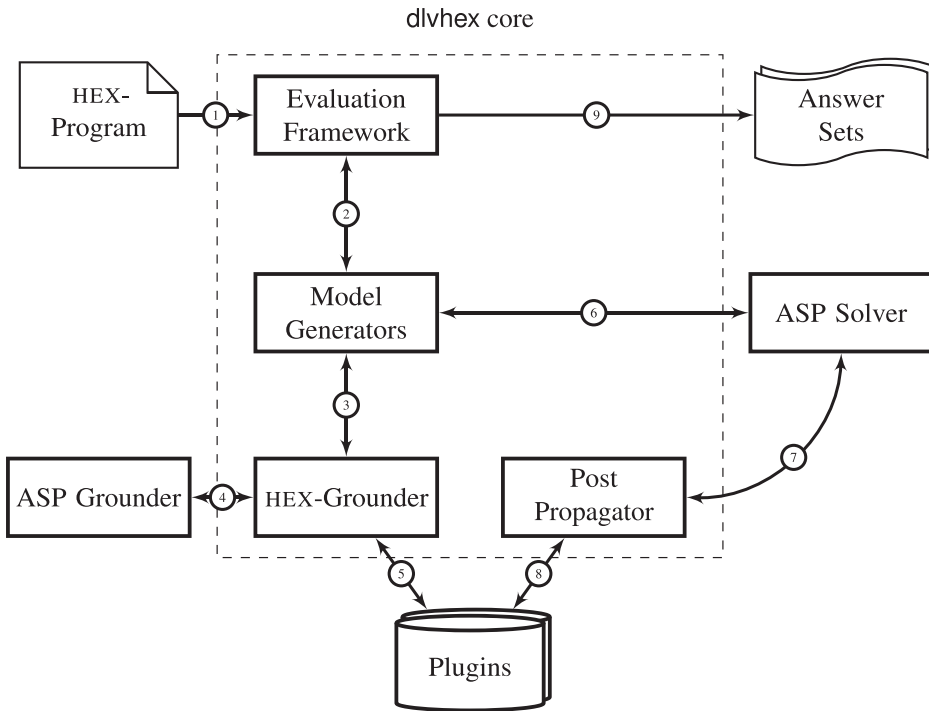 dlvhex core
HEX-
Program
1
Evaluation
Framework
9
Answer
Sets
2
Model
Generators
6
ASP Solver
3
7
ASP Grounder
4
HEX-Grounder
Post
Propagator
5
8
Plugins